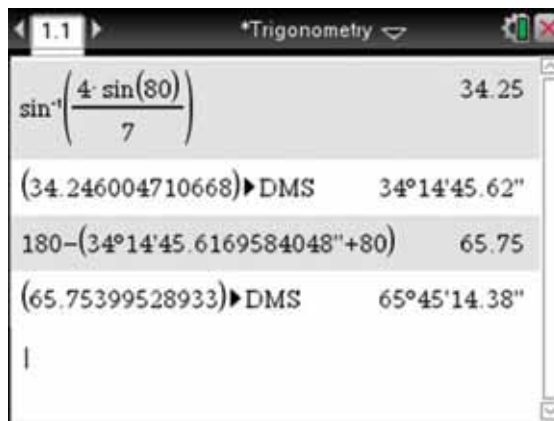 1.1 *Trigonometry
sin⁻¹(4·sin(80)/7) 34.25
(34.246004710668)▶DMS 34°14'45.62"
180−(34°14'45.6169584048"+80) 65.75
(65.75399528933)▶DMS 65°45'14.38"